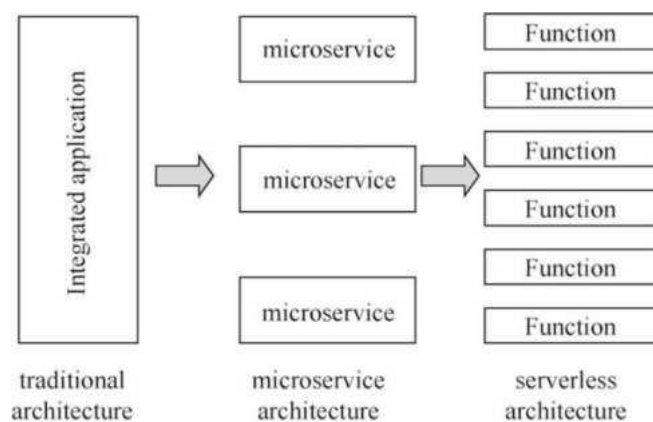 Integrated application
microservice
microservice
microservice
Function
Function
Function
Function
Function
Function
traditional
architecture
microservice
architecture
serverless
architecture